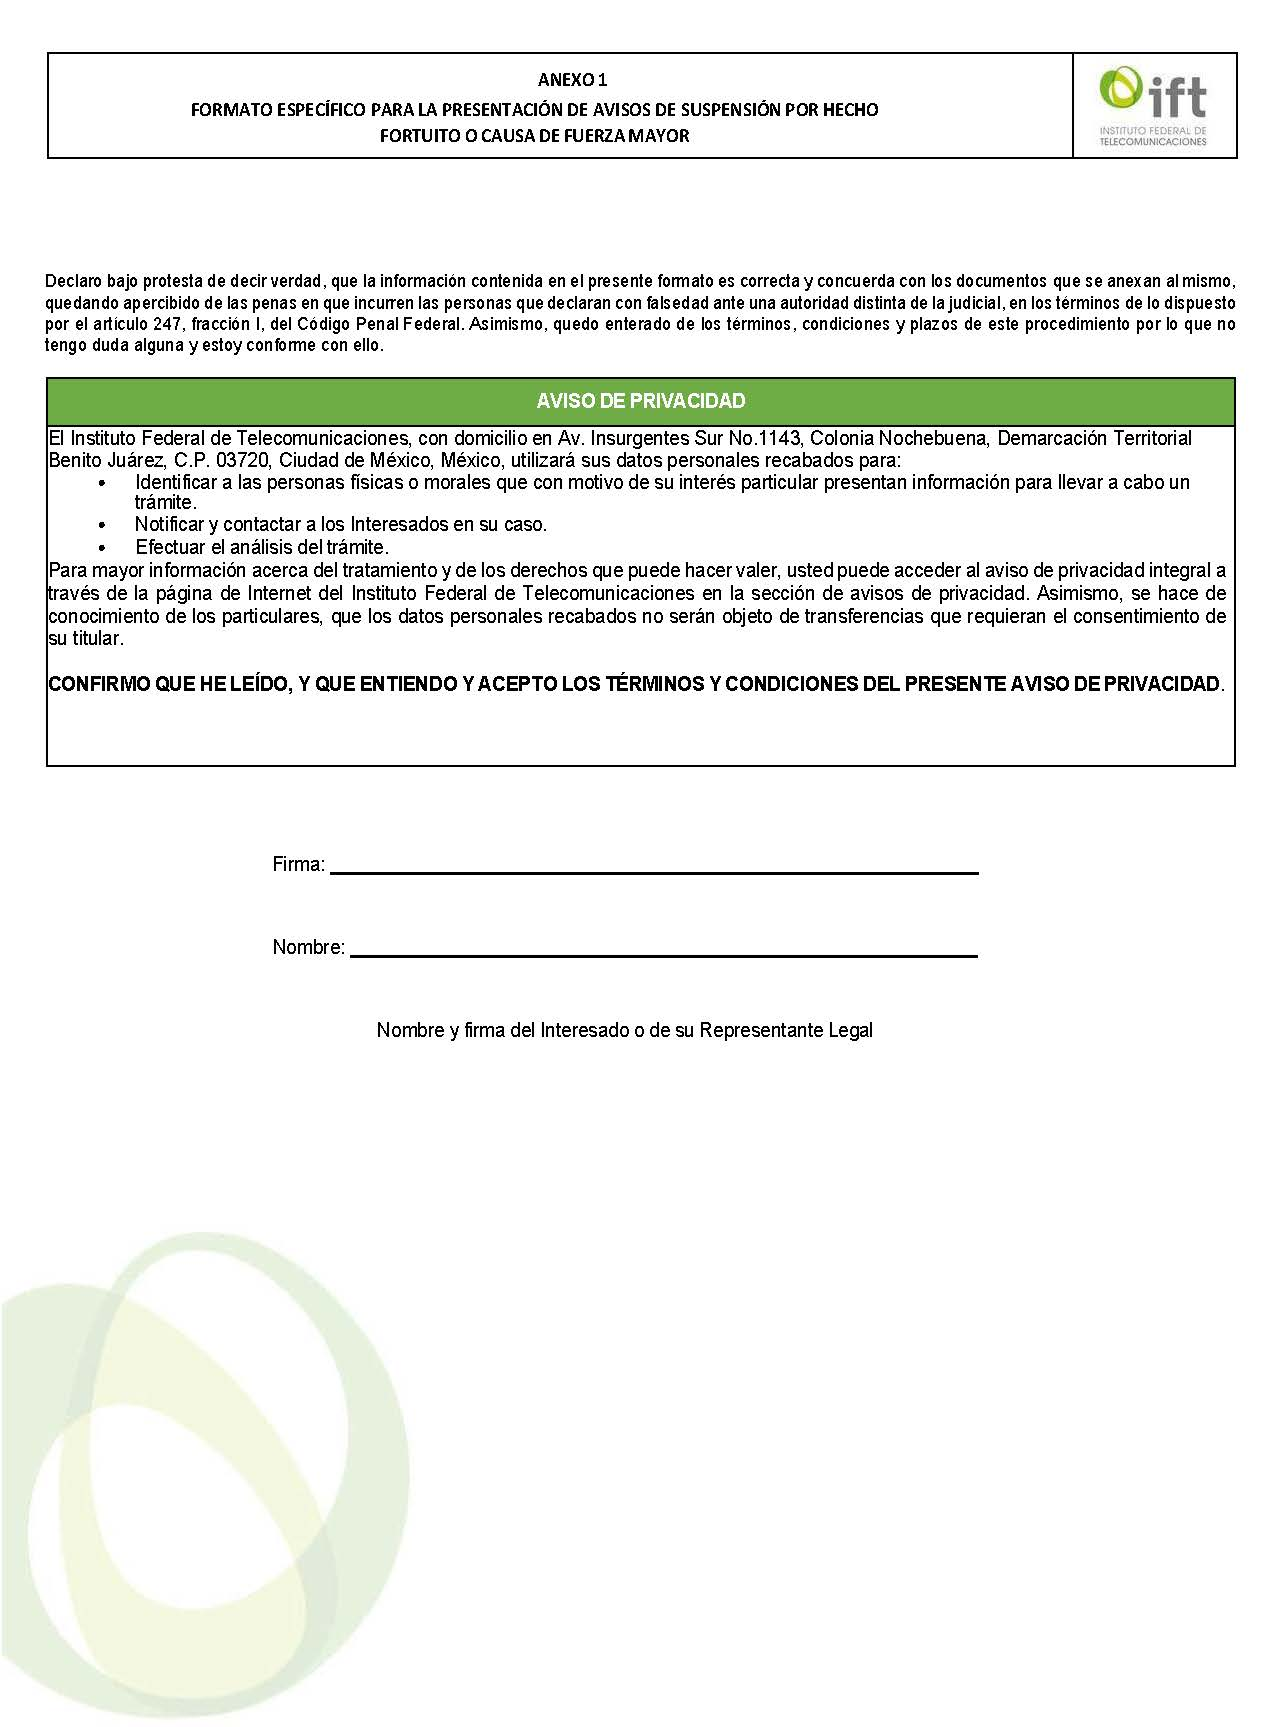 ANEXO 1
FORMATO ESPECÍFICO PARA LA PRESENTACIÓN DE AVISOS DE SUSPENSIÓN POR HECHO
FORTUITO O CAUSA DE FUERZA MAYOR
ift
INSTITUTO FEDERAL DE
TELECOMUNICACIONES
Declaro bajo protesta de decir verdad, que la información contenida en el presente formato es correcta y concuerda con los documentos que se anexan al mismo,
quedando apercibido de las penas en que incurren las personas que declaran con falsedad ante una autoridad distinta de la judicial, en los términos de lo dispuesto
por el artículo 247, fracción I, del Código Penal Federal. Asimismo, quedo enterado de los términos, condiciones y plazos de este procedimiento por lo que no
tengo duda alguna y estoy conforme con ello.
AVISO DE PRIVACIDAD
El Instituto Federal de Telecomunicaciones, con domicilio en Av. Insurgentes Sur No.1143, Colonia Nochebuena, Demarcación Territorial
Benito Juárez, C.P. 03720, Ciudad de México, México, utilizará sus datos personales recabados para:
• Identificar a las personas físicas o morales que con motivo de su interés particular presentan información para llevar a cabo un
trámite.
• Notificar y contactar a los Interesados en su caso.
• Efectuar el análisis del trámite.
Para mayor información acerca del tratamiento y de los derechos que puede hacer valer, usted puede acceder al aviso de privacidad integral a
través de la página de Internet del Instituto Federal de Telecomunicaciones en la sección de avisos de privacidad. Asimismo, se hace de
conocimiento de los particulares, que los datos personales recabados no serán objeto de transferencias que requieran el consentimiento de
su titular.
CONFIRMO QUE HE LEÍDO, Y QUE ENTIENDO Y ACEPTO LOS TÉRMINOS Y CONDICIONES DEL PRESENTE AVISO DE PRIVACIDAD.
Firma:
Nombre:
Nombre y firma del Interesado o de su Representante Legal